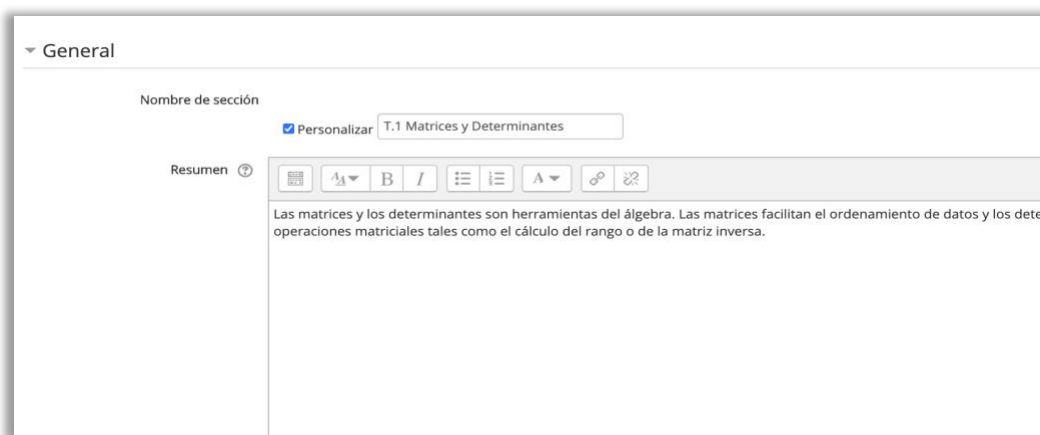 General
Nombre de sección
Personalizar T.1 Matrices y Determinantes
Resumen
Las matrices y los determinantes son herramientas del álgebra. Las matrices facilitan el ordenamiento de datos y los
operaciones matriciales tales como el cálculo del rango o de la matriz inversa.